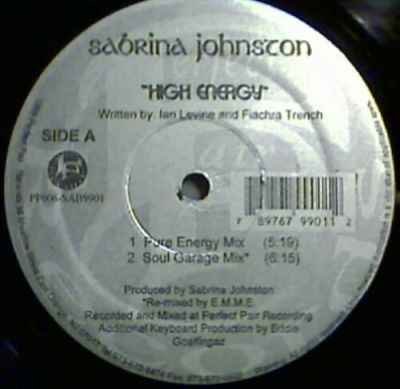 sabrina johnston
"HIGH ENERGY"
Written by: Ian Levine and Fiachra Trench
SIDE A
PP006-SAB9901
7 89767 99011 2
1. Pure Energy Mix (5:19)
2. Soul Garage Mix* (6:15)
Produced by Sabrina Johnston
*Re-mixed by E.M.M.E.
Recorded and Mixed at Perfect Pair Recording
Additional Keyboard Production by Eddie
Goalfingaz